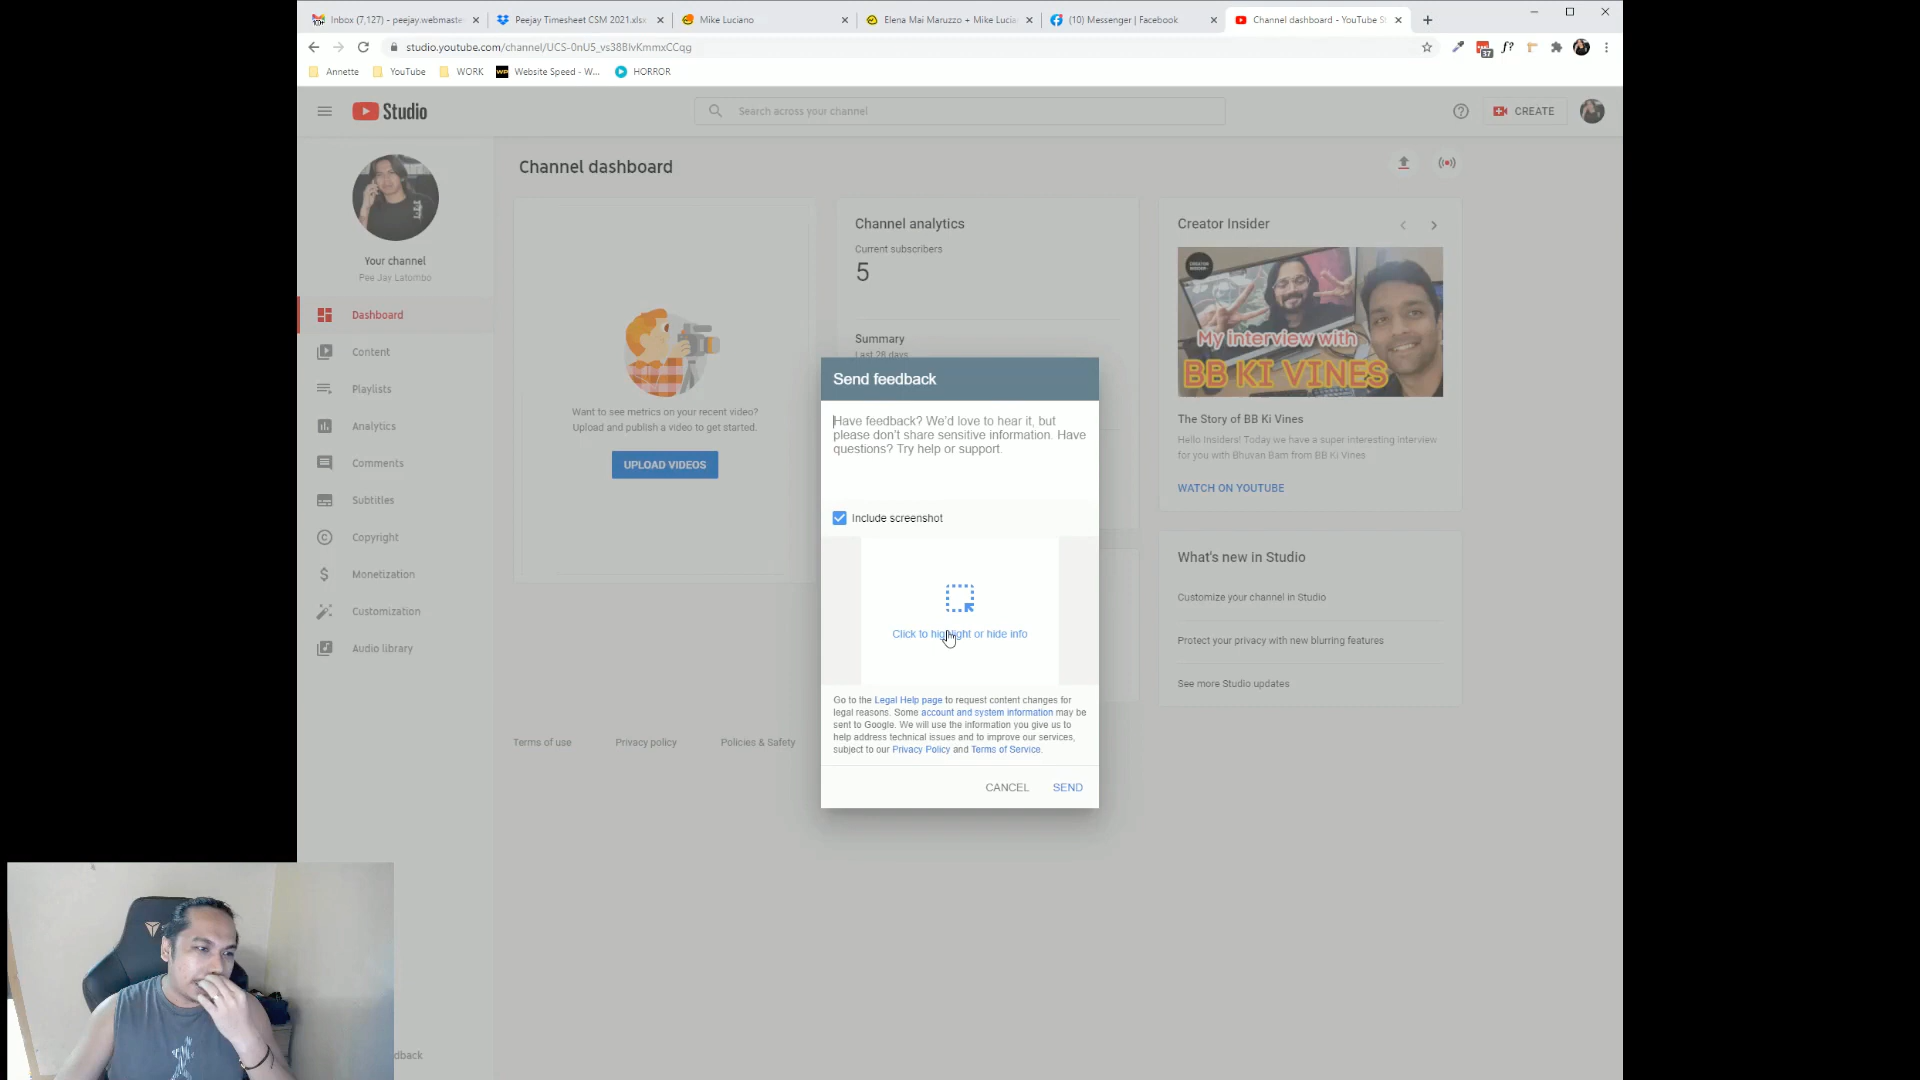 Inbox (7,127) - peejay.webmaste
Peejay Timesheet CSM 2021.xlsx
Mike Luciano
Elena Mai Maruzzo + Mike Lucia
(10) Messenger | Facebook
Channel dashboard - YouTube S
studio.youtube.com/channel/UCS-0nU5_vs38BIvKmmxCCqg
37
f?
Annette
YouTube
WORK
Website Speed - W...
HORROR
Studio
Search across your channel
CREATE
Channel dashboard
Your channel
Pee Jay Latombo
Dashboard
Content
Playlists
Analytics
Comments
Subtitles
Copyright
Monetization
Customization
Audio library
dback
Want to see metrics on your recent video?
Upload and publish a video to get started.
UPLOAD VIDEOS
Channel analytics
Current subscribers
5
Summary
Last 28 days
Creator Insider
My interview with
BB KI VINES
The Story of BB Ki Vines
Hello Insiders! Today we have a super interesting interview
for you with Bhuvan Bam from BB Ki Vines
WATCH ON YOUTUBE
What's new in Studio
Customize your channel in Studio
Protect your privacy with new blurring features
See more Studio updates
Send feedback
Have feedback? We'd love to hear it, but
please don't share sensitive information. Have
questions? Try help or support.
Include screenshot
Click to highlight or hide info
Go to the Legal Help page to request content changes for
legal reasons. Some account and system information may be
sent to Google. We will use the information you give us to
help address technical issues and to improve our services,
subject to our Privacy Policy and Terms of Service.
CANCEL
SEND
Terms of use
Privacy policy
Policies & Safety